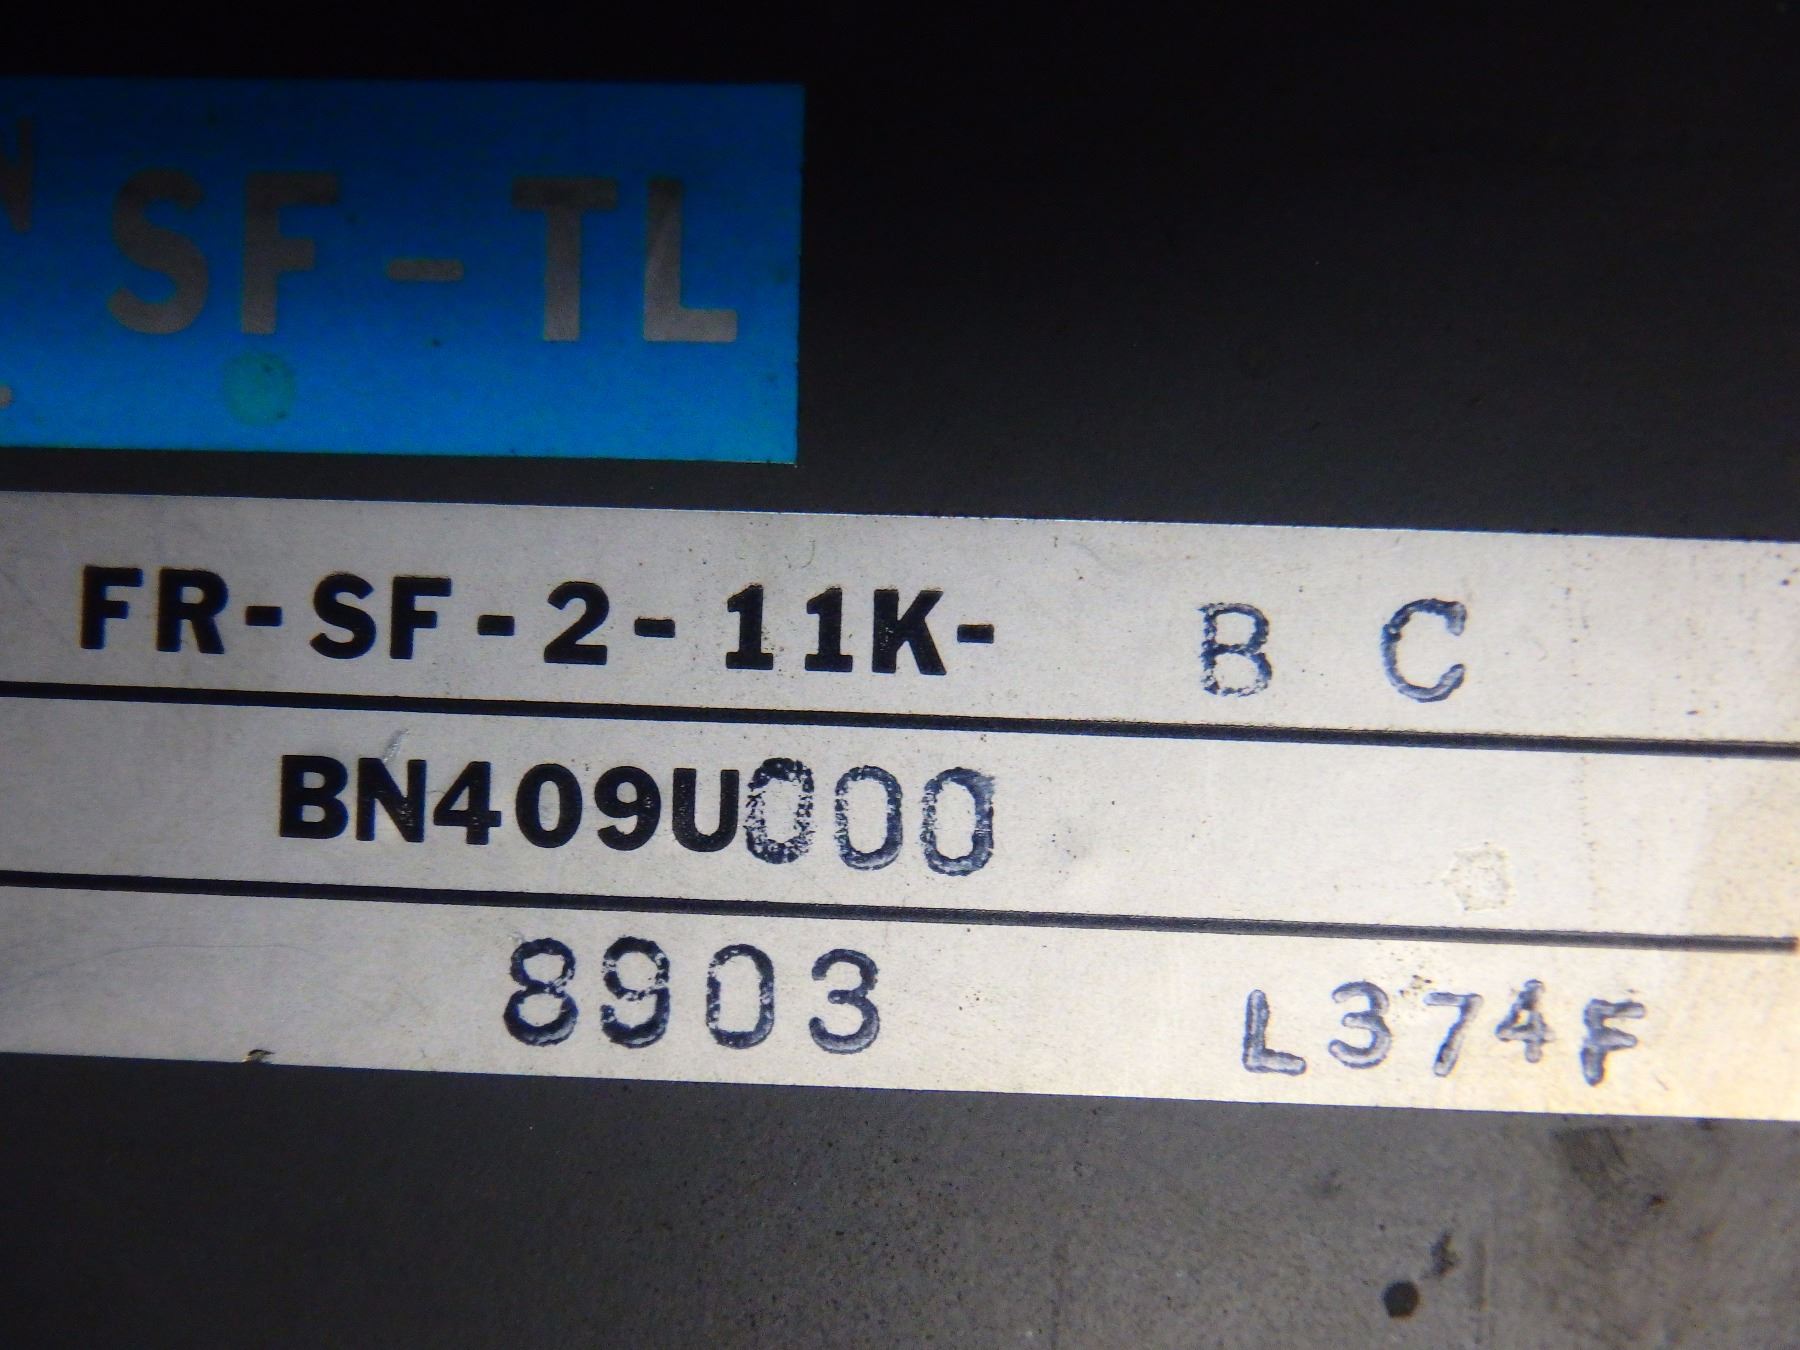 N SF-TL
FR-SF-2-11K- B C
BN409U000
8903 L374F